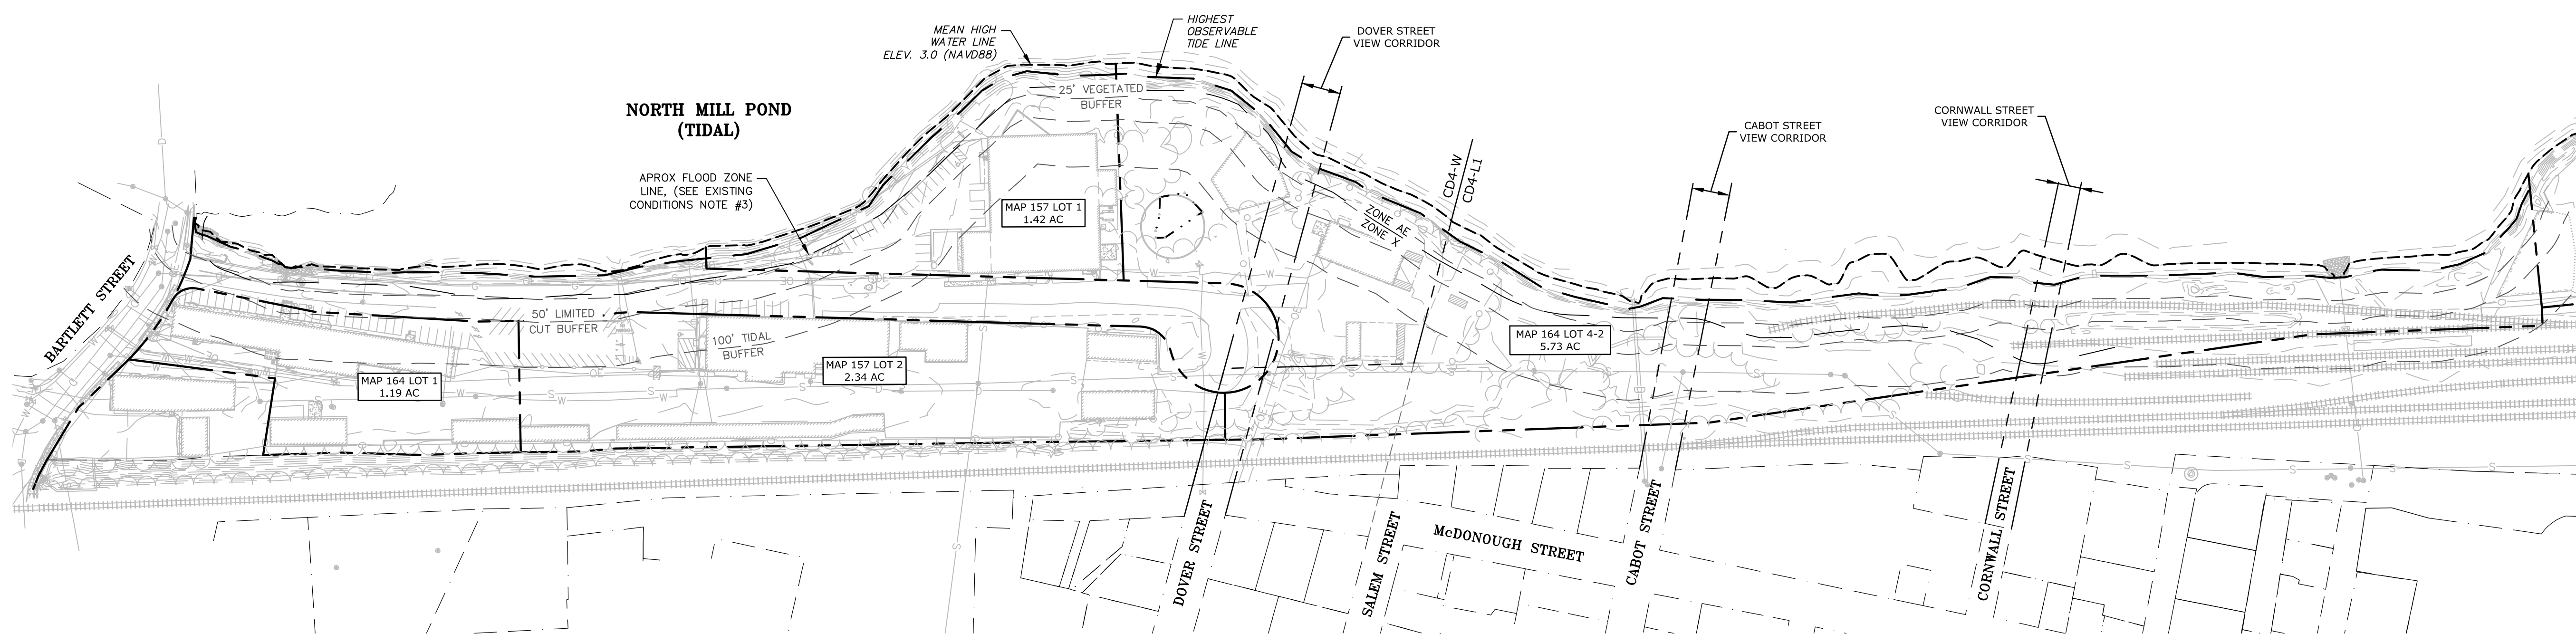 MEAN HIGH
WATER LINE
ELEV. 3.0 (NAVD88)
HIGHEST
OBSERVABLE
TIDE LINE
DOVER STREET
VIEW CORRIDOR
NORTH MILL POND
(TIDAL)
25' VEGETATED
BUFFER
CABOT STREET
VIEW CORRIDOR
CORNWALL STREET
VIEW CORRIDOR
APROX FLOOD ZONE
LINE, (SEE EXISTING
CONDITIONS NOTE #3)
CD4-W
CD4-L1
MAP 157 LOT 1
1.42 AC
ZONE AE
ZONE X
BARTLETT STREET
50' LIMITED
CUT BUFFER
100' TIDAL
BUFFER
MAP 164 LOT 4-2
5.73 AC
MAP 157 LOT 2
2.34 AC
MAP 164 LOT 1
1.19 AC
DOVER STREET
SALEM STREET
McDONOUGH STREET
CABOT STREET
CORNWALL STREET